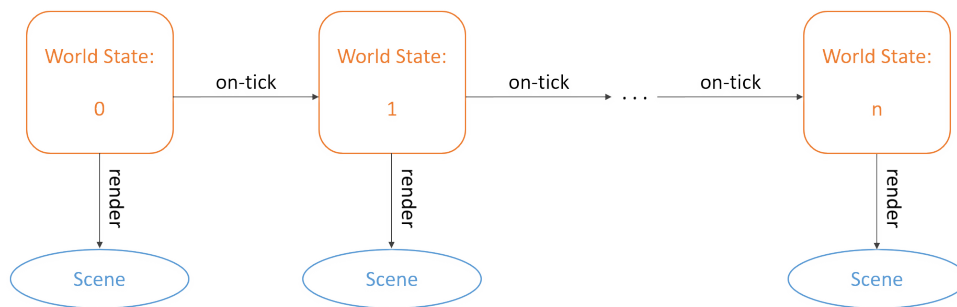 World State:
0
on-tick
World State:
1
on-tick
...
on-tick
World State:
n
render
render
render
Scene
Scene
Scene